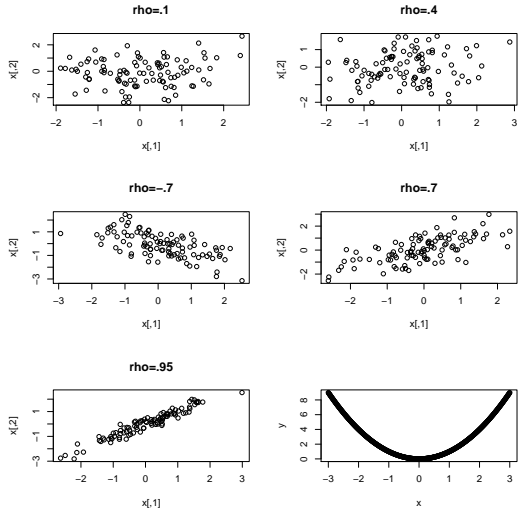 rho=.1
x[,2]
−2 0 2
−2 −1 0 1 2
x[,1]
rho=.4
x[,2]
−2 0 1
−2 −1 0 1 2 3
x[,1]
rho=−.7
x[,2]
−3 −1 1
−3 −2 −1 0 1 2
x[,1]
rho=.7
x[,2]
−2 0 2
−2 −1 0 1 2
x[,1]
rho=.95
x[,2]
−3 −1 1
−2 −1 0 1 2 3
x[,1]
y
0 2 4 6 8
−3 −2 −1 0 1 2 3
x